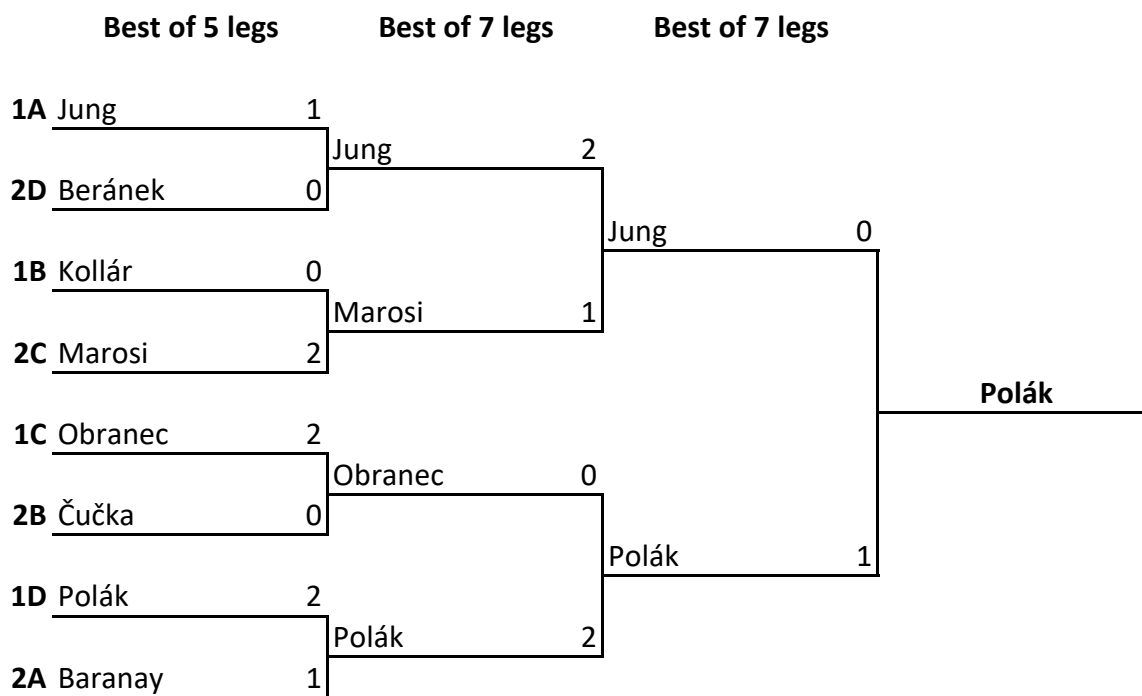 Best of 5 legs Best of 7 legs Best of 7 legs
1A Jung 1
Jung 2
2D Beránek 0
Jung 0
1B Kollár 0
Marosi 1
2C Marosi 2
Polák
1C Obranec 2
Obranec 0
2B Čučka 0
Polák 1
1D Polák 2
Polák 2
2A Baranay 1